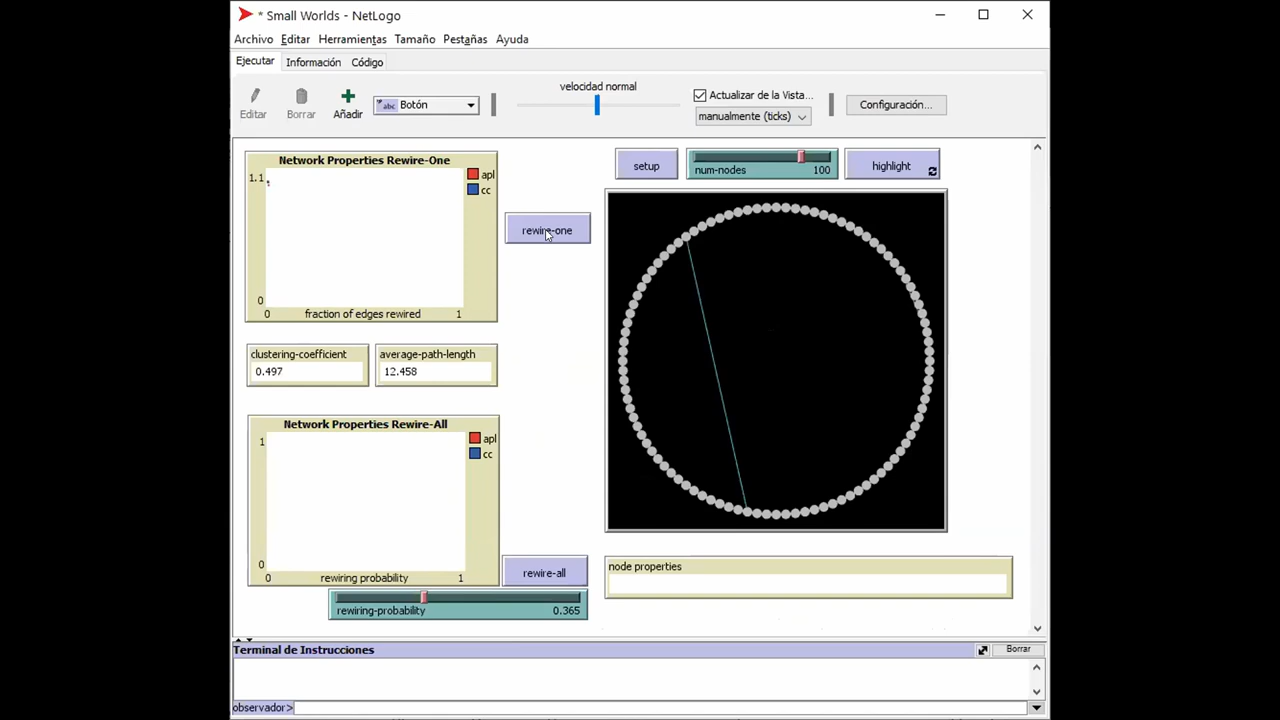 * Small Worlds - NetLogo
Archivo Editar Herramientas Tamaño Pestañas Ayuda
Ejecutar Información Código
Editar Borrar Añadir
abc Botón
velocidad normal
Actualizar de la Vista...
manualmente (ticks)
Configuración...
Network Properties Rewire-One
1.1
0
0 fraction of edges rewired 1
apl
cc
rewire-one
clustering-coefficient
0.497
average-path-length
12.458
Network Properties Rewire-All
1
0
0 rewiring probability 1
apl
cc
rewire-all
rewiring-probability 0.365
setup
num-nodes 100
highlight
node properties
Terminal de Instrucciones
Borrar
observador>